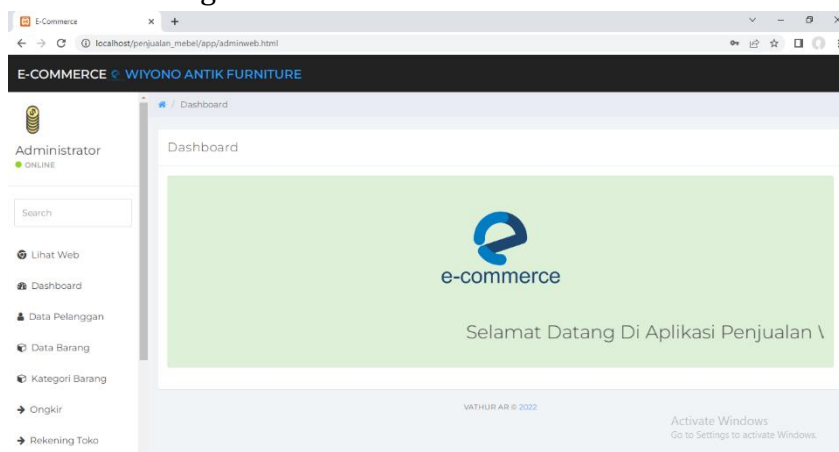 E-Commerce
localhost/penjualan_mebel/app/adminweb.html
E-COMMERCE WIYONO ANTIK FURNITURE
/ Dashboard
Administrator
ONLINE
Dashboard
Search
e-commerce
Selamat Datang Di Aplikasi Penjualan
Lihat Web
Dashboard
Data Pelanggan
Data Barang
Kategori Barang
Ongkir
Rekening Toko
VATHUR AR © 2022
Activate Windows
Go to Settings to activate Windows.